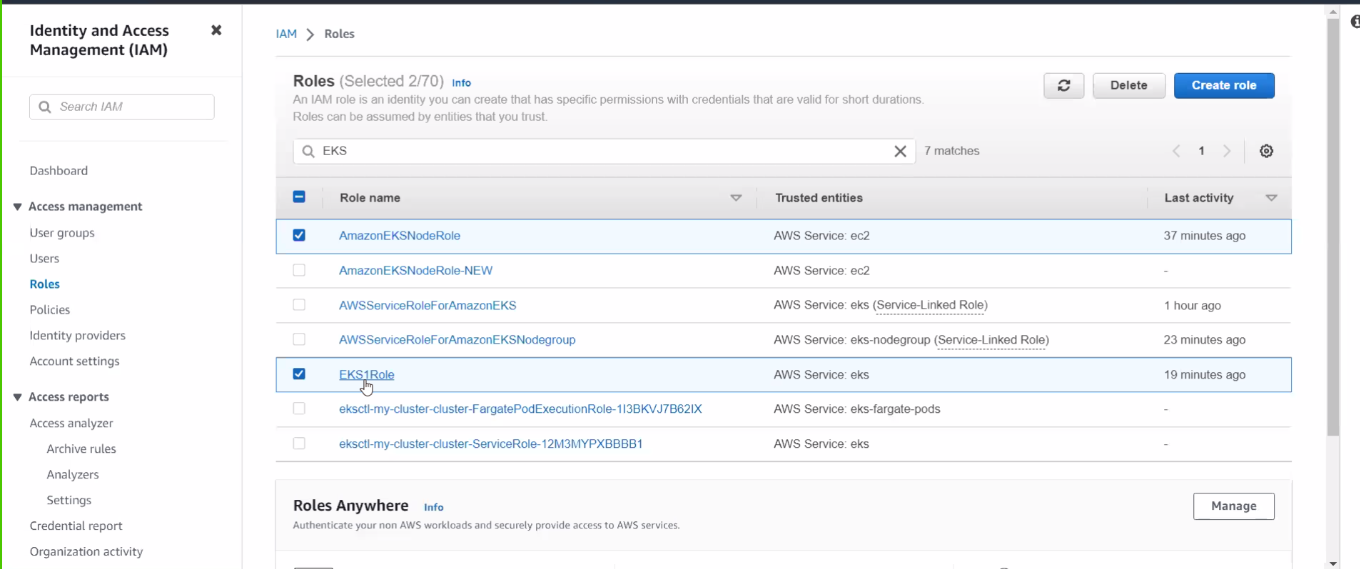 Identity and Access
Management (IAM)
Search IAM
Dashboard
Access management
User groups
Users
Roles
Policies
Identity providers
Account settings
Access reports
Access analyzer
Archive rules
Analyzers
Settings
Credential report
Organization activity
IAM > Roles
Roles (Selected 2/70) Info
An IAM role is an identity you can create that has specific permissions with credentials that are valid for short durations.
Roles can be assumed by entities that you trust.
Delete
Create role
EKS
7 matches
1
Role name Trusted entities Last activity
AmazonEKSNodeRole AWS Service: ec2 37 minutes ago
AmazonEKSNodeRole-NEW AWS Service: ec2 -
AWSServiceRoleForAmazonEKS AWS Service: eks (Service-Linked Role) 1 hour ago
AWSServiceRoleForAmazonEKSNodegroup AWS Service: eks-nodegroup (Service-Linked Role) 23 minutes ago
EKS1Role AWS Service: eks 19 minutes ago
eksctl-my-cluster-cluster-FargatePodExecutionRole-1I3BKVJ7B62IX AWS Service: eks-fargate-pods -
eksctl-my-cluster-cluster-ServiceRole-12M3MYPXBBBB1 AWS Service: eks -
Roles Anywhere Info
Authenticate your non AWS workloads and securely provide access to AWS services.
Manage